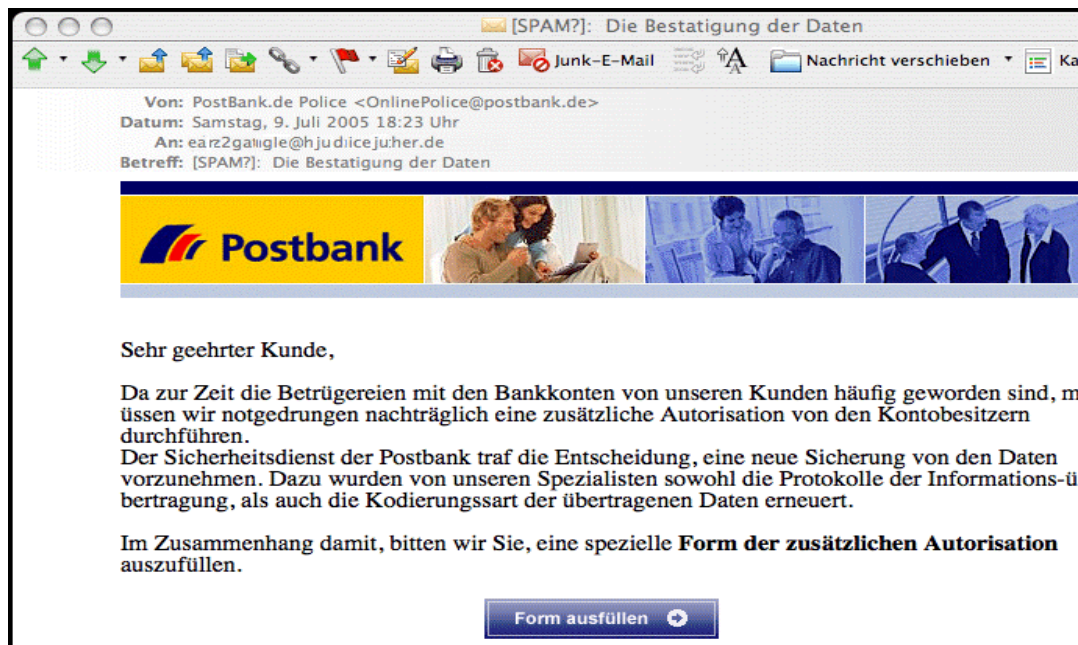 [SPAM?]: Die Bestatigung der Daten
Junk-E-Mail Nachricht verschieben Ka
Von: PostBank.de Police <OnlinePolice@postbank.de>
Datum: Samstag, 9. Juli 2005 18:23 Uhr
An:
Betreff: [SPAM?]: Die Bestatigung der Daten
Postbank
Sehr geehrter Kunde,
Da zur Zeit die Betrügereien mit den Bankkonten von unseren Kunden häufig geworden sind, m
üssen wir notgedrungen nachträglich eine zusätzliche Autorisation von den Kontobesitzern
durchführen.
Der Sicherheitsdienst der Postbank traf die Entscheidung, eine neue Sicherung von den Daten
vorzunehmen. Dazu wurden von unseren Spezialisten sowohl die Protokolle der Informations-ü
bertragung, als auch die Kodierungssart der übertragenen Daten erneuert.
Im Zusammenhang damit, bitten wir Sie, eine spezielle Form der zusätzlichen Autorisation
auszufüllen.
Form ausfüllen